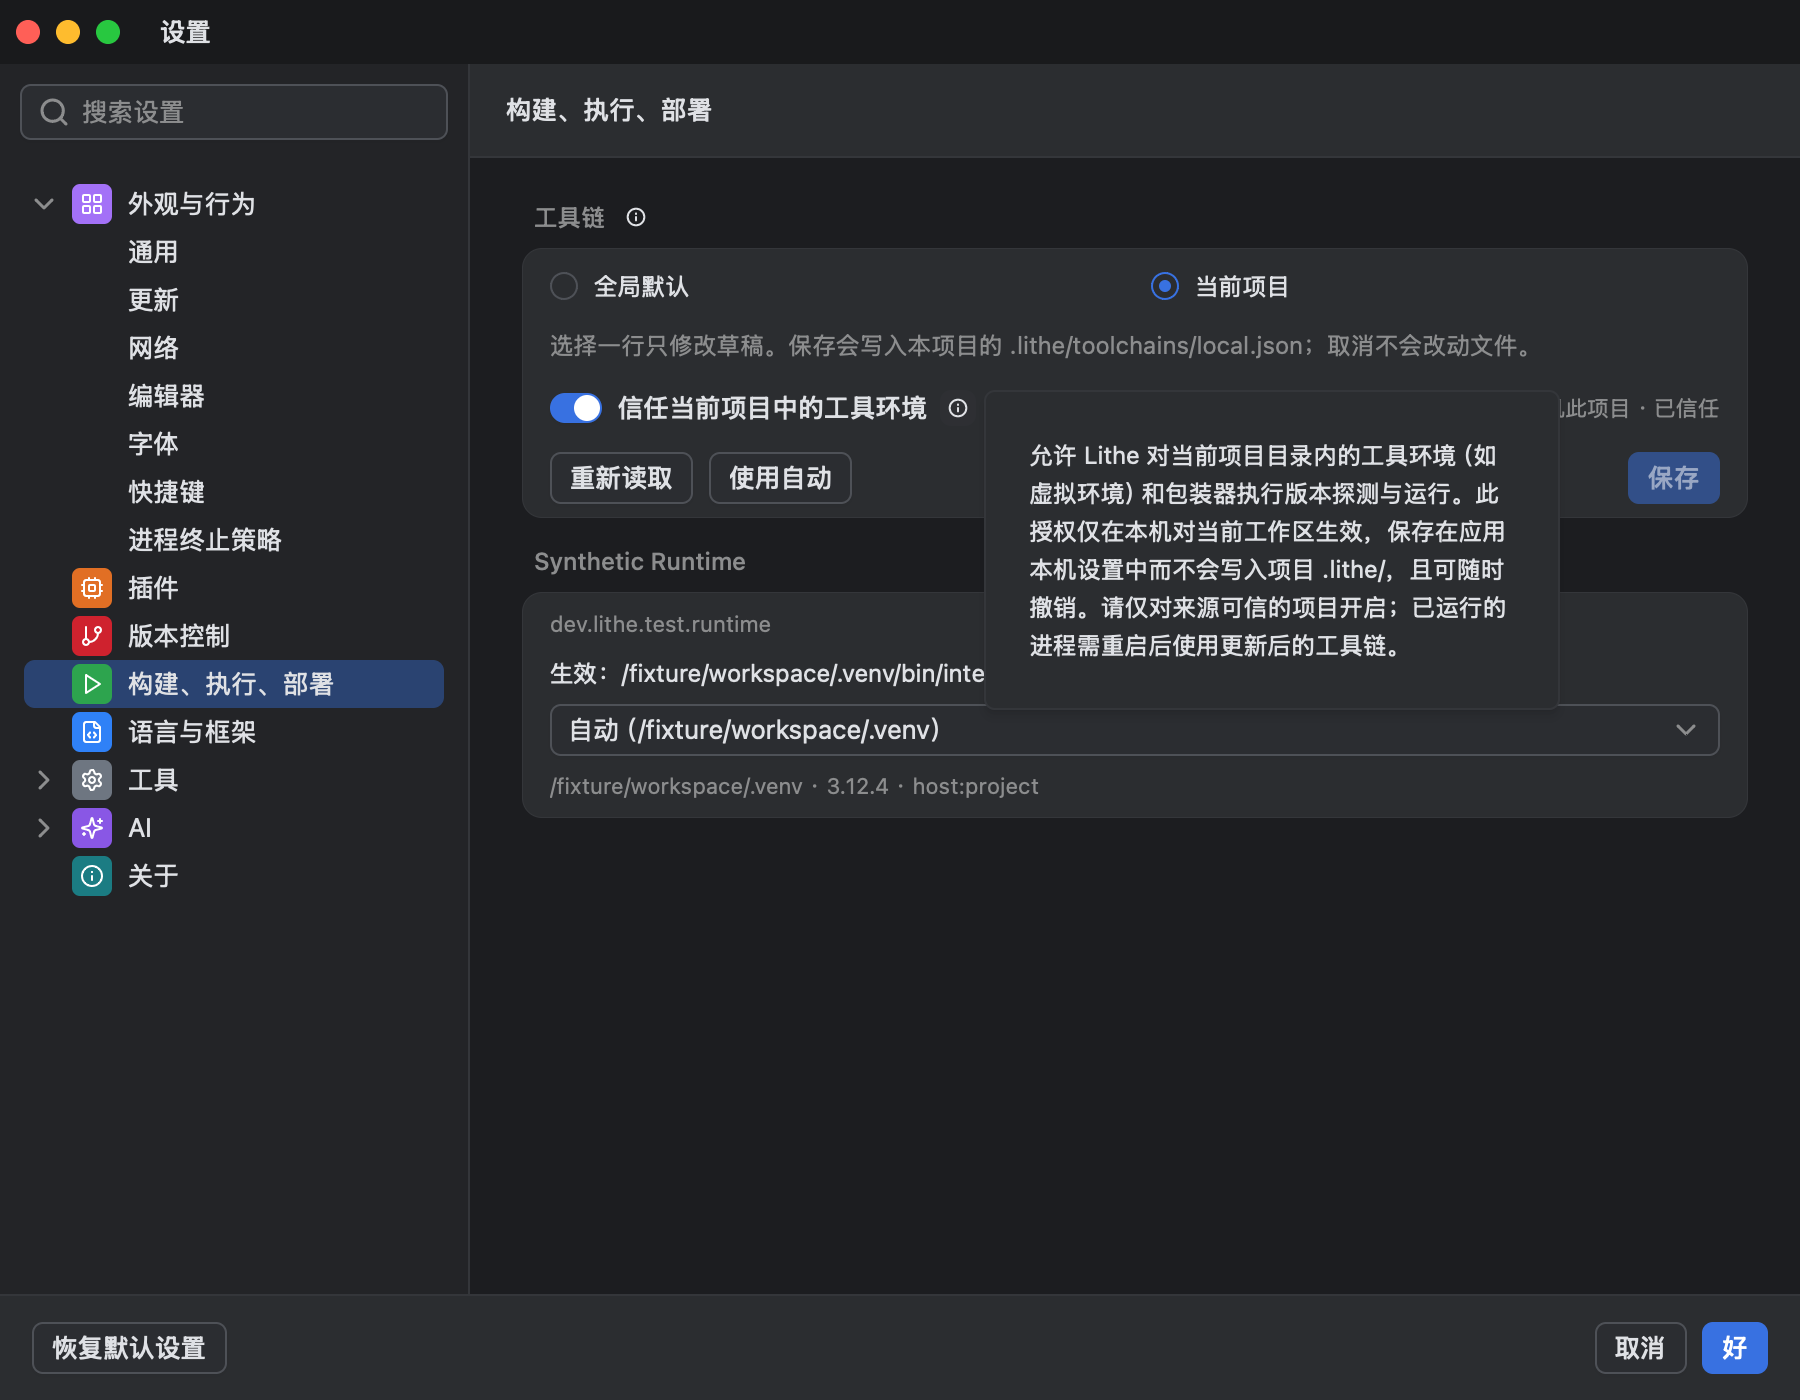 设置
搜索设置
外观与行为
通用
更新
网络
编辑器
字体
快捷键
进程终止策略
插件
版本控制
构建、执行、部署
语言与框架
工具
AI
关于
构建、执行、部署
工具链
全局默认
当前项目
选择一行只修改草稿。保存会写入本项目的 .lithe/toolchains/local.json；取消不会改动文件。
信任当前项目中的工具环境
此项目 · 已信任
重新读取
使用自动
保存
允许 Lithe 对当前项目目录内的工具环境（如
虚拟环境）和包装器执行版本探测与运行。此
授权仅在本机对当前工作区生效，保存在应用
本机设置中而不会写入项目 .lithe/，且可随时
撤销。请仅对来源可信的项目开启；已运行的
进程需重启后使用更新后的工具链。
Synthetic Runtime
dev.lithe.test.runtime
生效：/fixture/workspace/.venv/bin/inte
自动（/fixture/workspace/.venv）
/fixture/workspace/.venv · 3.12.4 · host:project
恢复默认设置
取消
好